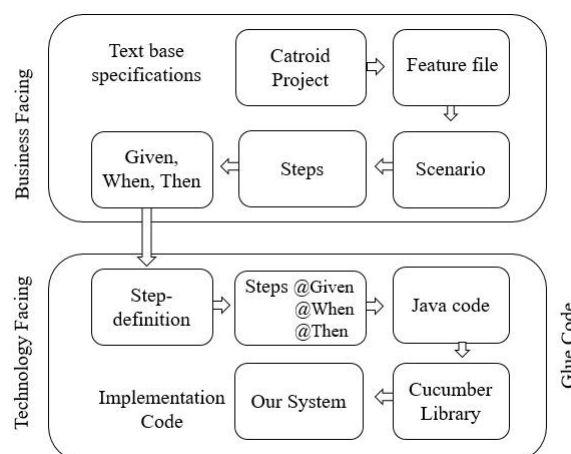 Business Facing
Text base
specifications
Catroid
Project
Feature file
Given,
When, Then
Steps
Scenario
Technology Facing
Step-
definition
Steps @Given
@When
@Then
Java code
Implementation
Code
Our System
Cucumber
Library
Glue Code